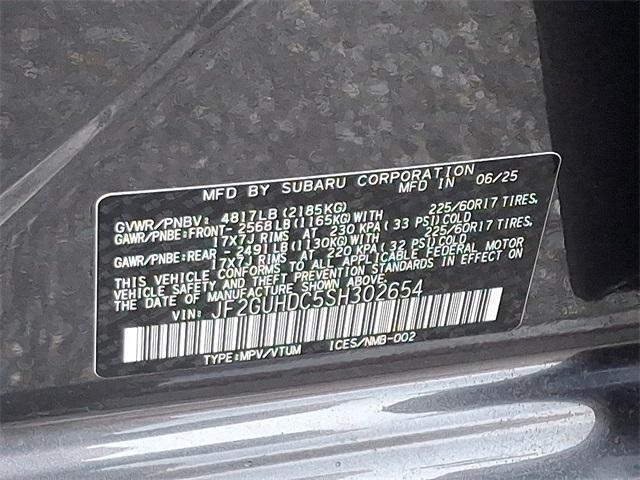 MFD BY SUBARU CORPORATION
MFD IN 06/25
GVWR/PNBV: 4817LB (2185KG)
GAWR/PNBE:FRONT-2568LB(1165KG)WITH 225/60R17 TIRES,
17X7J RIMS AT 230 KPA (33 PSI)COLD
GAWR/PNBE:REAR -2491LB(1130KG)WITH 225/60R17 TIRES,
17X7J RIMS AT 220 KPA (32 PSI)COLD
THIS VEHICLE CONFORMS TO ALL APPLICABLE FEDERAL MOTOR
VEHICLE SAFETY AND THEFT PREVENTION STANDARDS IN EFFECT ON
THE DATE OF MANUFACTURE SHOWN ABOVE.
VIN: JF2GUHDC5SH302654
TYPE:MPV/VTUM ICES/NMB-002